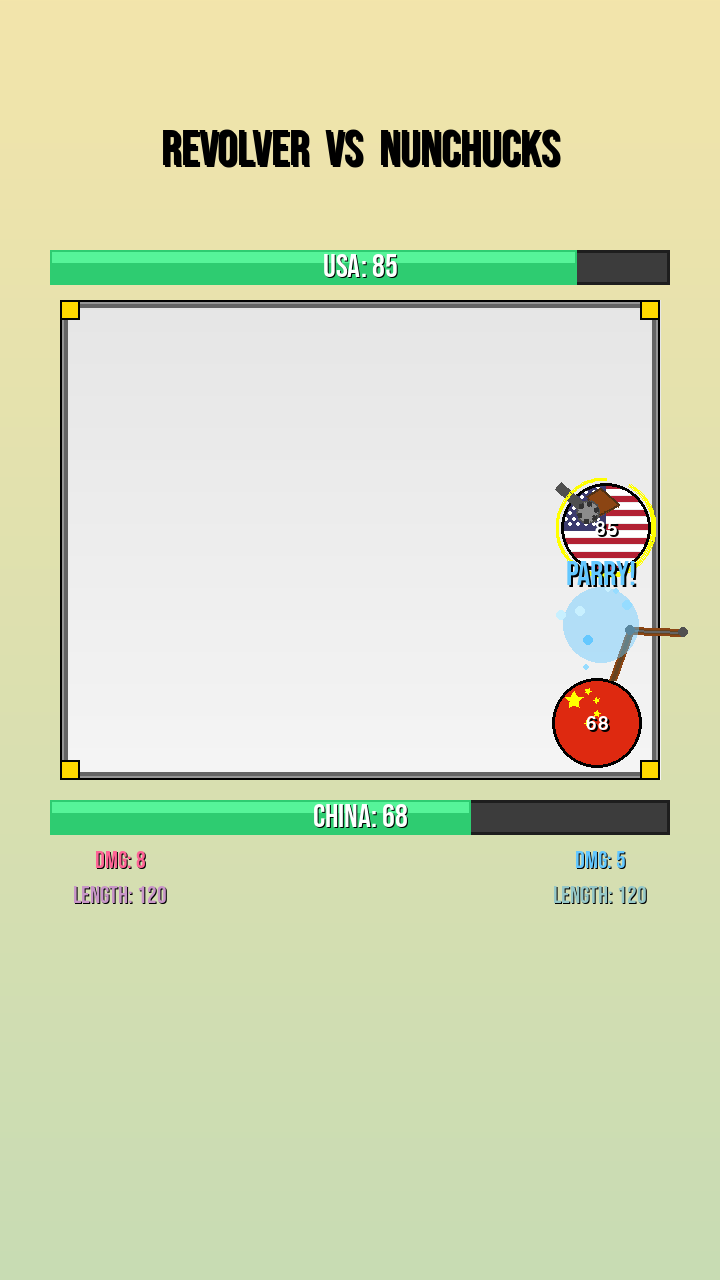 REVOLVER VS NUNCHUCKS
USA: 85
85
PARRY!
68
CHINA: 68
DMG: 8
DMG: 5
LENGTH: 120
LENGTH: 120